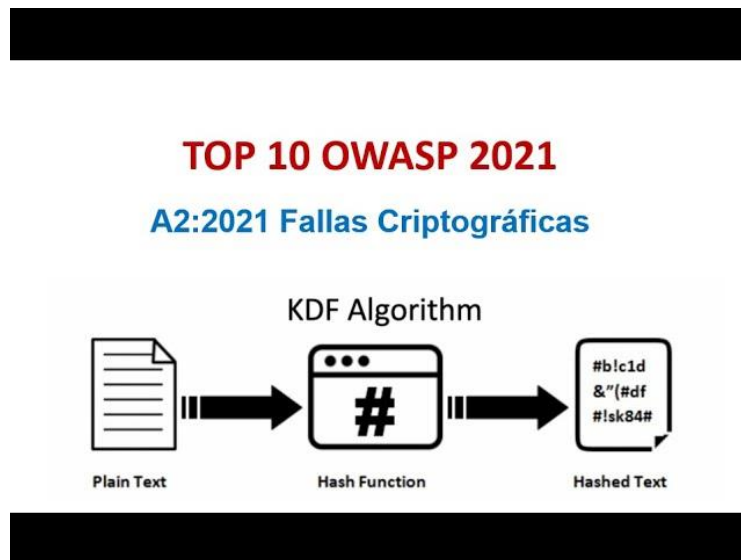 TOP 10 OWASP 2021
A2:2021 Fallas Criptográficas
KDF Algorithm
#
#b!c1d
&"(#df
#!sk84#
Plain Text
Hash Function
Hashed Text